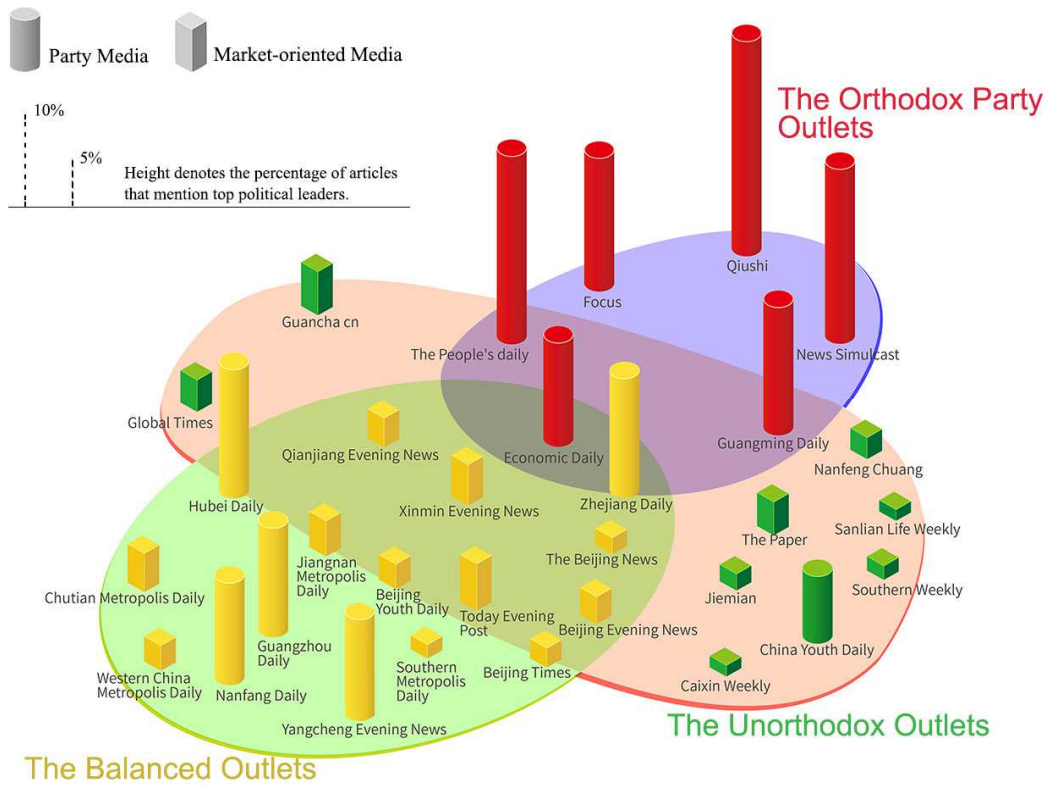 Party Media
Market-oriented Media
10%
5%
Height denotes the percentage of articles
that mention top political leaders.
The Orthodox Party
Outlets
Qiushi
Focus
Guancha cn
The People's daily
News Simulcast
Global Times
Guangming Daily
Qianjiang Evening News
Economic Daily
Nanfeng Chuang
Hubei Daily
Xinmin Evening News
Zhejiang Daily
Sanlian Life Weekly
The Paper
The Beijing News
Jiangnan
Metropolis
Daily
Chutian Metropolis Daily
Beijing
Youth Daily
Today Evening
Post
Beijing Evening News
Jiemian
Southern Weekly
Guangzhou
Daily
China Youth Daily
Western China
Metropolis Daily
Nanfang Daily
Southern
Metropolis
Daily
Beijing Times
Caixin Weekly
Yangcheng Evening News
The Unorthodox Outlets
The Balanced Outlets